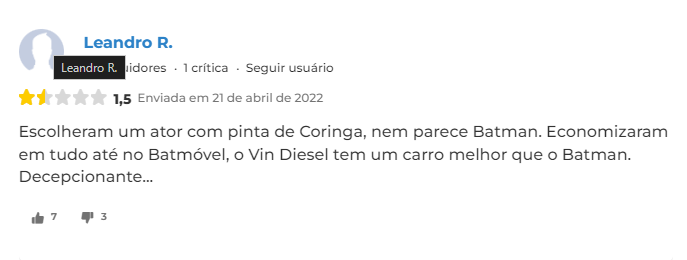 Leandro R.
Leandro R.
uidores · 1 crítica · Seguir usuário
1,5 Enviada em 21 de abril de 2022
Escolheram um ator com pinta de Coringa, nem parece Batman. Economizaram
em tudo até no Batmóvel, o Vin Diesel tem um carro melhor que o Batman.
Decepcionante...
7 3